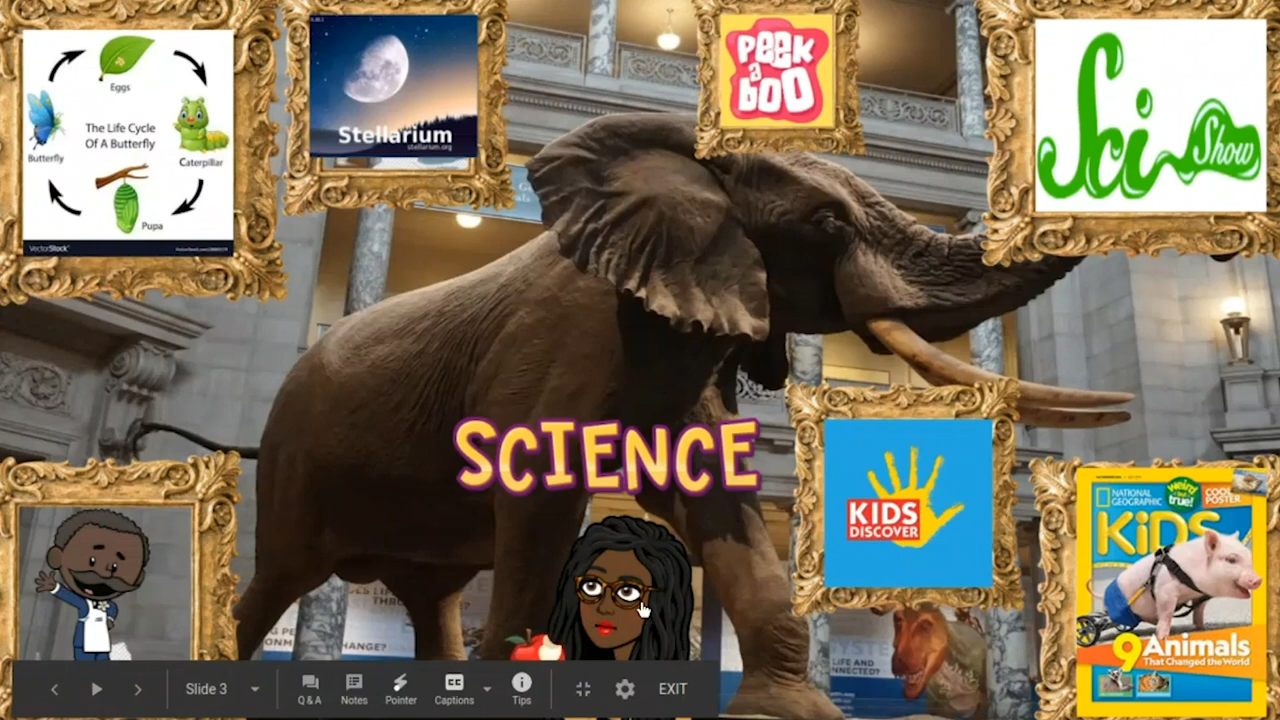 Eggs
The Life Cycle
Of A Butterfly
Butterfly
Caterpillar
Pupa
VectorStock
Stellarium
stellarium.org
PEEK
a
BOO
Sci Show
SCIENCE
KIDS
DISCOVER
NATIONAL
GEOGRAPHIC
Weird
but
true!
COOL
POSTER
KiDS
9 Animals
That Changed the World
HANGE?
LIFE AND
CONNECTED?
Slide 3
Q & A
Notes
Pointer
Captions
Tips
EXIT